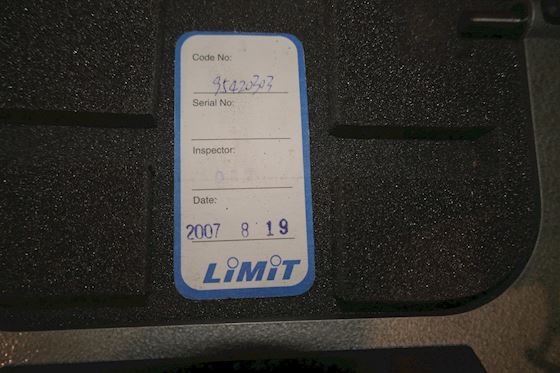 Code No:
95420303
Serial No:
Inspector:
Date:
2007 8 19
LiMiT